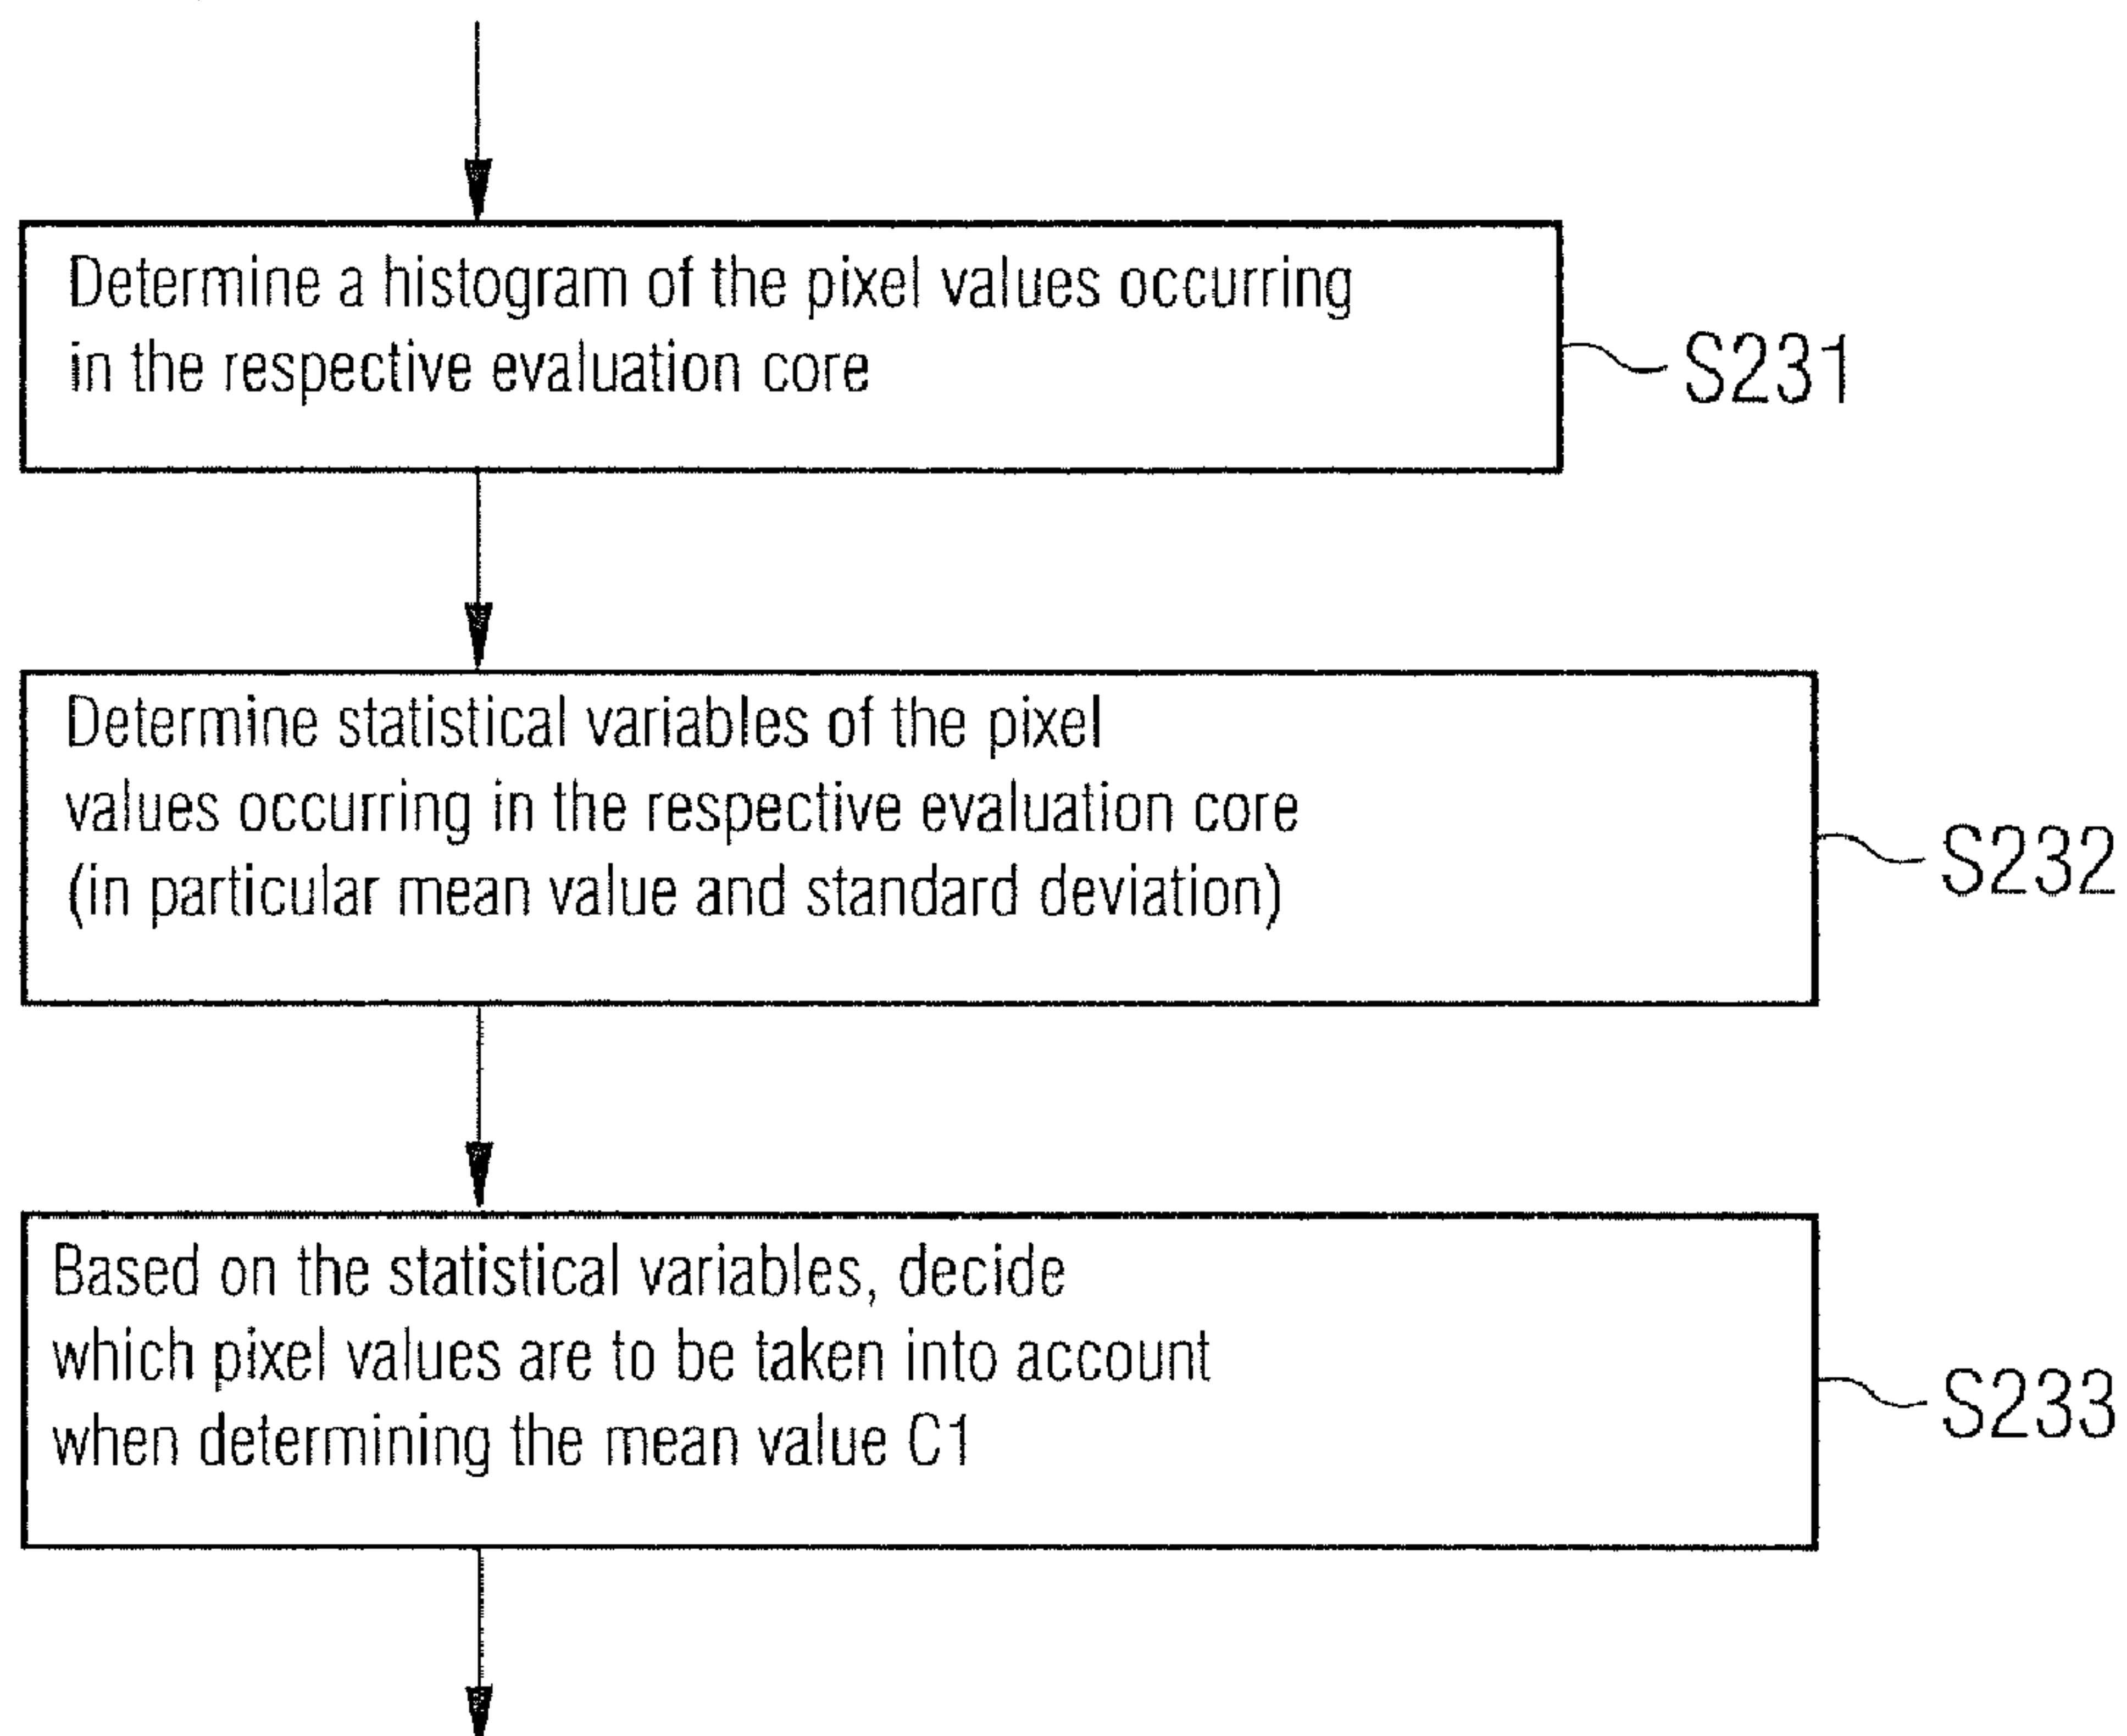 Determine a histogram of the pixel values occurring
in the respective evaluation core
S231
Determine statistical variables of the pixel
values occurring in the respective evaluation core
(in particular mean value and standard deviation)
S232
Based on the statistical variables, decide
which pixel values are to be taken into account
when determining the mean value C1
S233